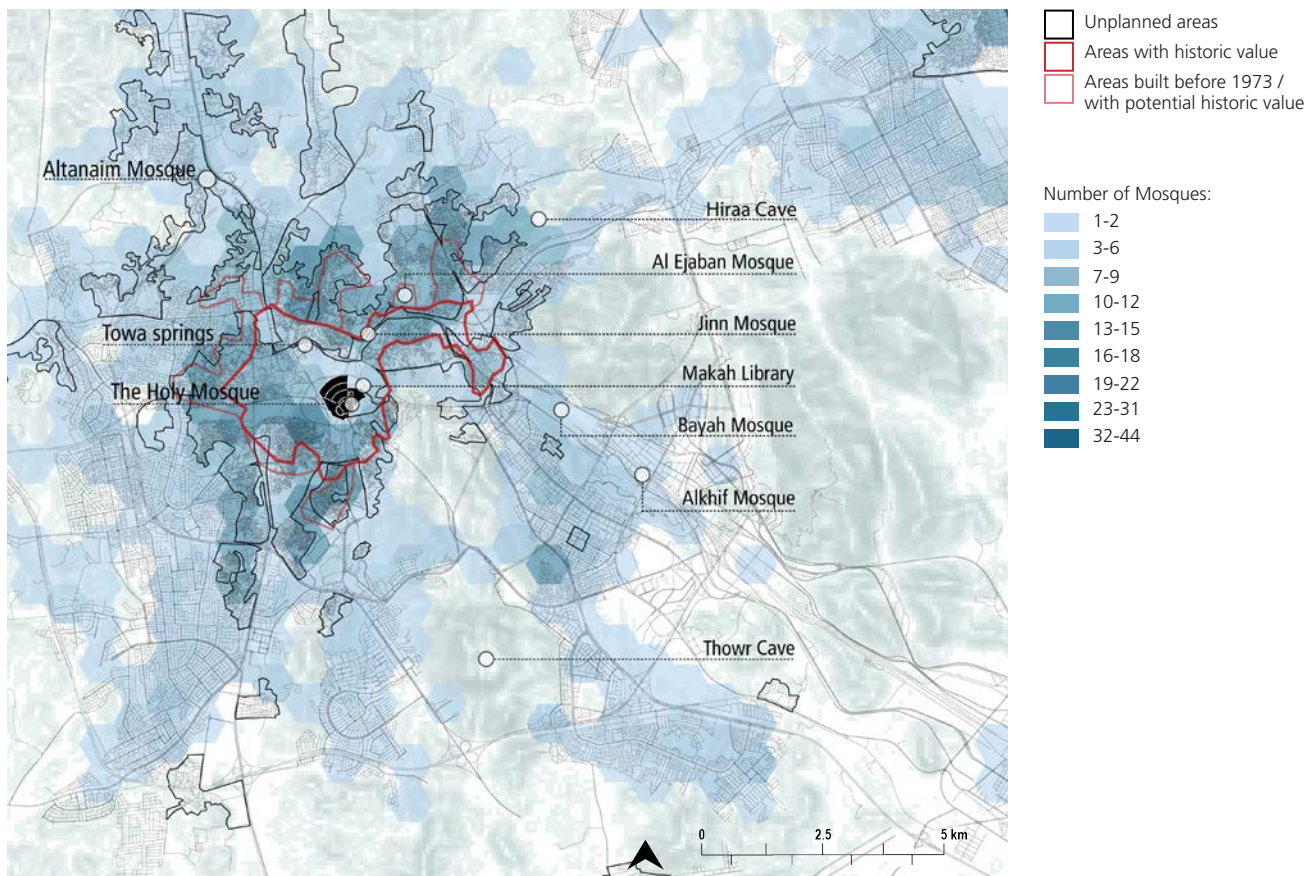 Unplanned areas
Areas with historic value
Areas built before 1973 /
with potential historic value
Number of Mosques:
1-2
3-6
7-9
10-12
13-15
16-18
19-22
23-31
32-44
Altanaim Mosque
Hiraa Cave
Al Ejaban Mosque
Jinn Mosque
Towa springs
Makah Library
The Holy Mosque
Bayah Mosque
Alkhif Mosque
Thowr Cave
0 2.5 5 km